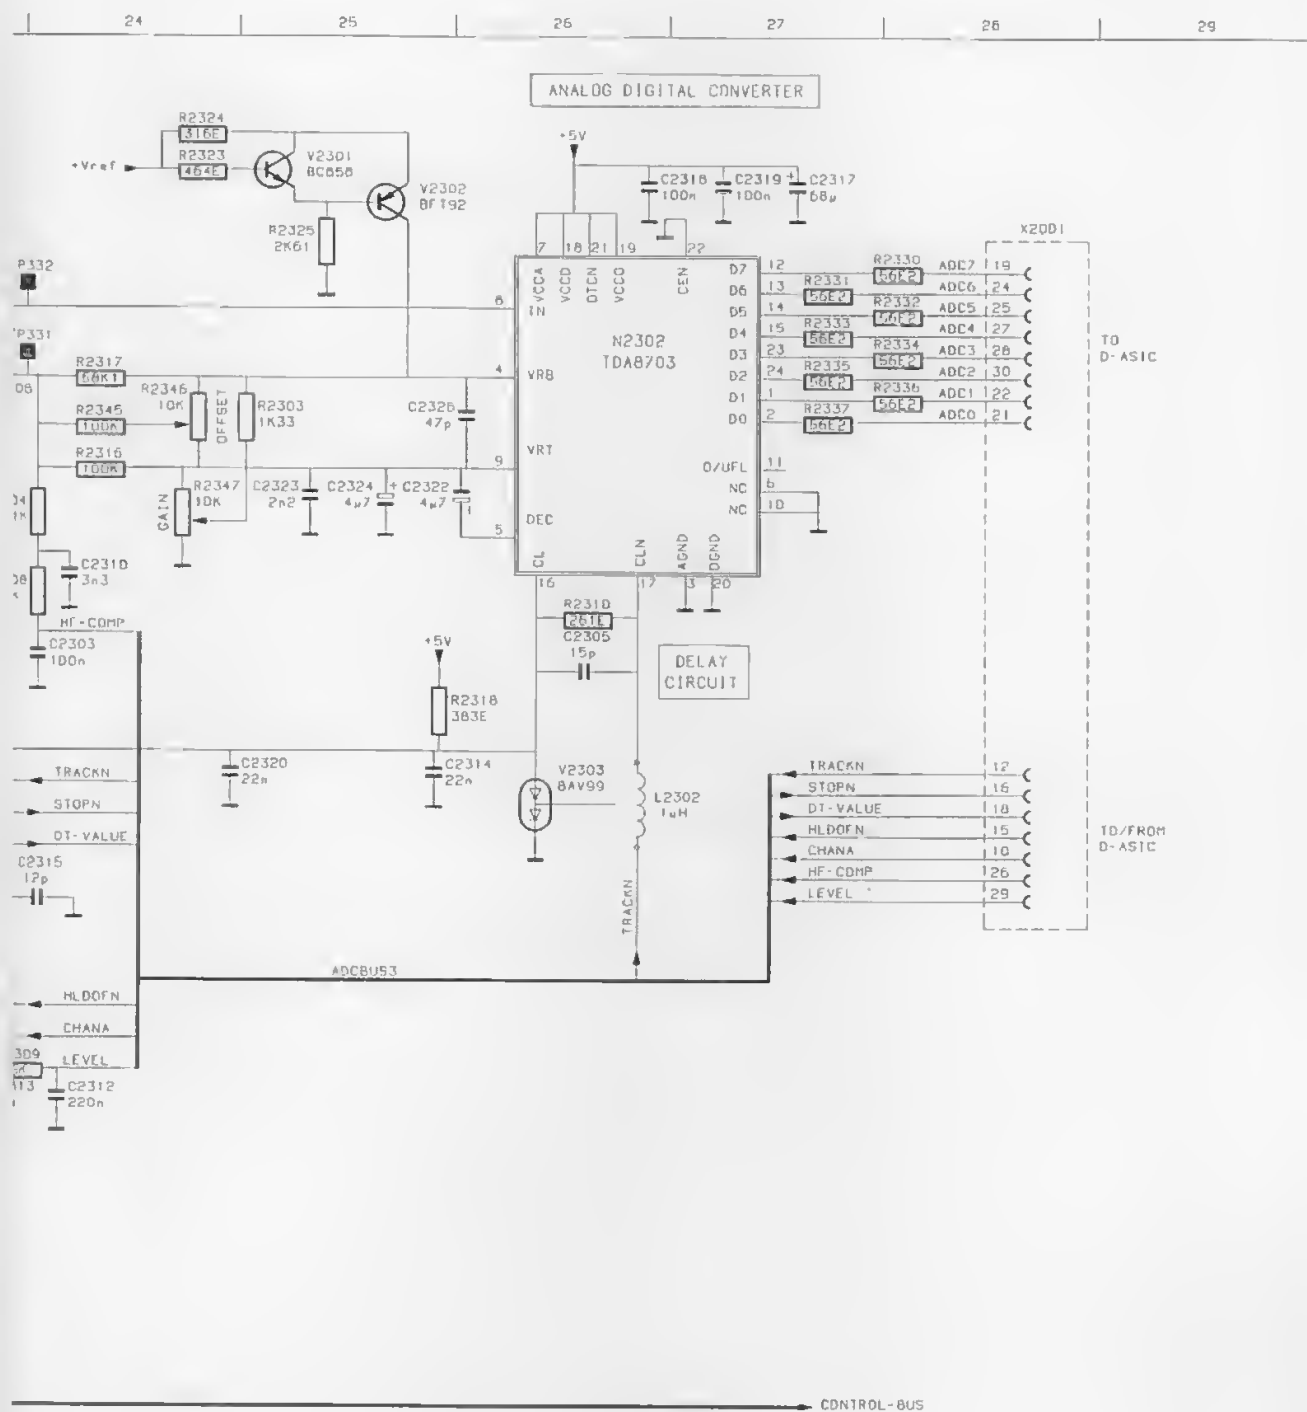 24 25 26 27 28 29
ANALOG DIGITAL CONVERTER
+5V
R2324
316E
+Vref
R2323
464E
V2301
BC858
V2302
BFT92
R2325
2K61
C2318
100n
C2319
100n
+
C2317
68µ
X2001
P332
P331
7 18 21 19 22
VCCA VCCD DTCN VCCO CEN
IN
N2302
TDA8703
VRB
4
VRT
9
DEC
5
CL
16
CLN
17
AGND
3
DGND
20
D7 12 R2330 56E2 ADC7 19
D6 13 R2331 56E2 ADC6 24
D5 14 R2332 56E2 ADC5 25
D4 15 R2333 56E2 ADC4 27
D3 23 R2334 56E2 ADC3 28
D2 24 R2335 56E2 ADC2 30
D1 1 R2336 56E2 ADC1 22
D0 2 R2337 56E2 ADC0 21
TO
D-ASIC
O/UFL 11
NC 6
NC 10
R2317
R2346
10K
OFFSET
R2303
1K33
R2345
100K
R2316
100K
R2347
10K
GAIN
C2326
47p
C2323
2n2
C2324
4µ7
+
C2322
4µ7
C2310
3n3
HF-COMP
C2303
100n
R2310
261E
C2305
15p
DELAY
CIRCUIT
+5V
R2318
383E
C2320
22n
C2314
22n
V2303
BAV99
L2302
1µH
TRACKN
TRACKN
STOPN
DT-VALUE
C2315
12p
TRACKN 12
STOPN 16
DT-VALUE 18
HLDOFN 15
CHANA 10
HF-COMP 26
LEVEL 29
TO/FROM
D-ASIC
ADCBUS3
HLDOFN
CHANA
LEVEL
C2312
220n
CONTROL-BUS